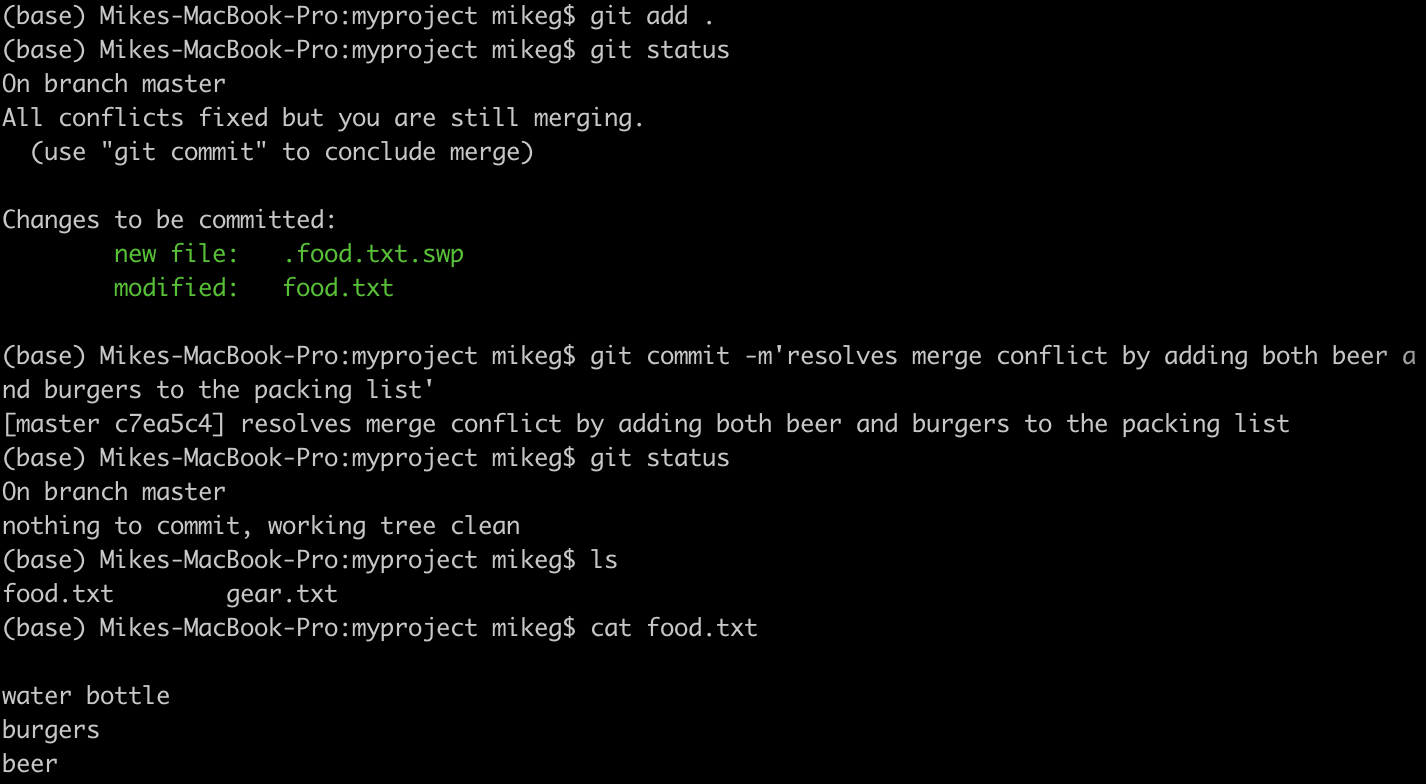 (base) Mikes-MacBook-Pro:myproject mikeg$ git add .
(base) Mikes-MacBook-Pro:myproject mikeg$ git status
On branch master
All conflicts fixed but you are still merging.
  (use "git commit" to conclude merge)

Changes to be committed:
        new file:   .food.txt.swp
        modified:   food.txt

(base) Mikes-MacBook-Pro:myproject mikeg$ git commit -m'resolves merge conflict by adding both beer a
nd burgers to the packing list'
[master c7ea5c4] resolves merge conflict by adding both beer and burgers to the packing list
(base) Mikes-MacBook-Pro:myproject mikeg$ git status
On branch master
nothing to commit, working tree clean
(base) Mikes-MacBook-Pro:myproject mikeg$ ls
food.txt        gear.txt
(base) Mikes-MacBook-Pro:myproject mikeg$ cat food.txt

water bottle
burgers
beer